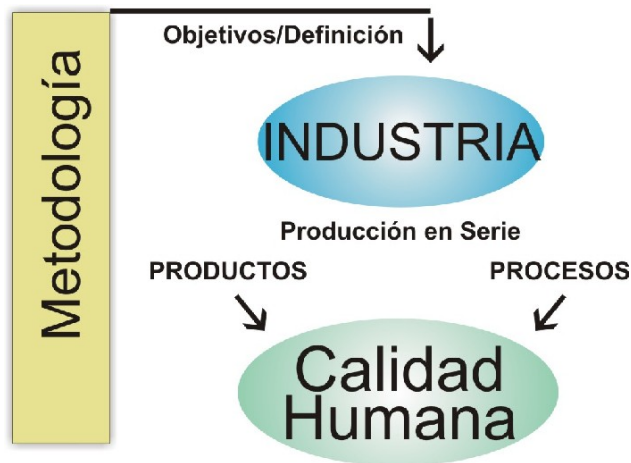 Metodología
Objetivos/Definición
INDUSTRIA
Producción en Serie
PRODUCTOS
PROCESOS
Calidad
Humana